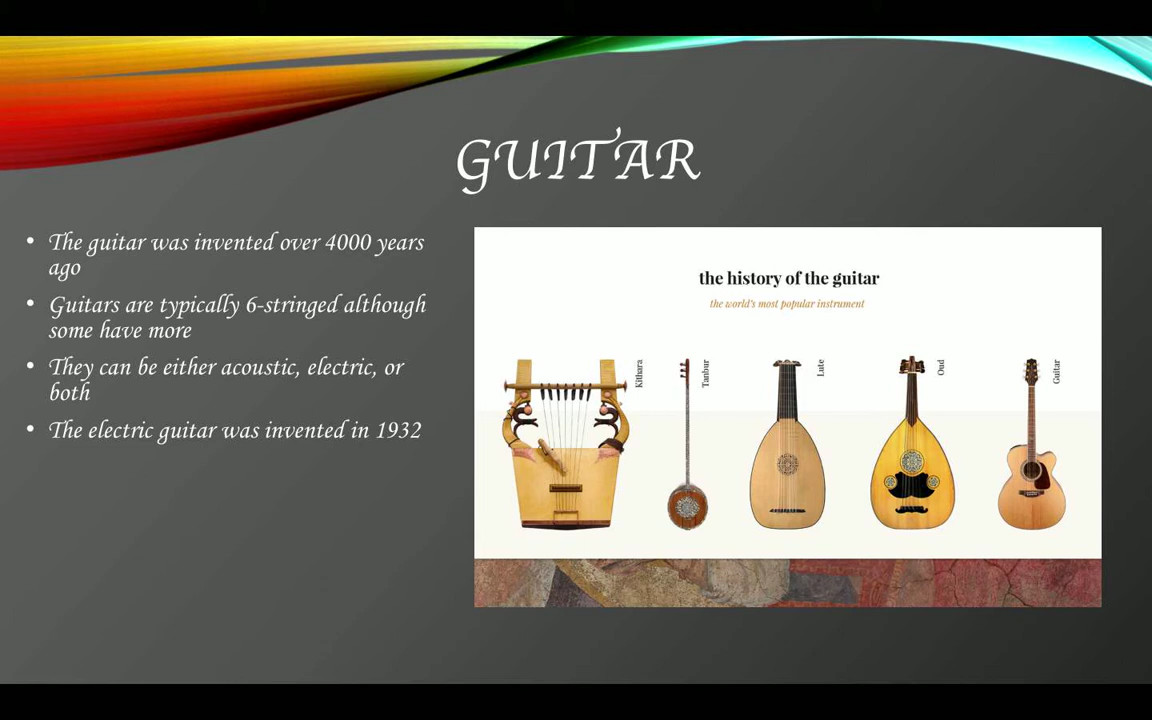 GUITAR
• The guitar was invented over 4000 years
ago
• Guitars are typically 6-stringed although
some have more
• They can be either acoustic, electric, or
both
• The electric guitar was invented in 1932
the history of the guitar
the world's most popular instrument
Kithara
Tanbur
Lute
Oud
Guitar